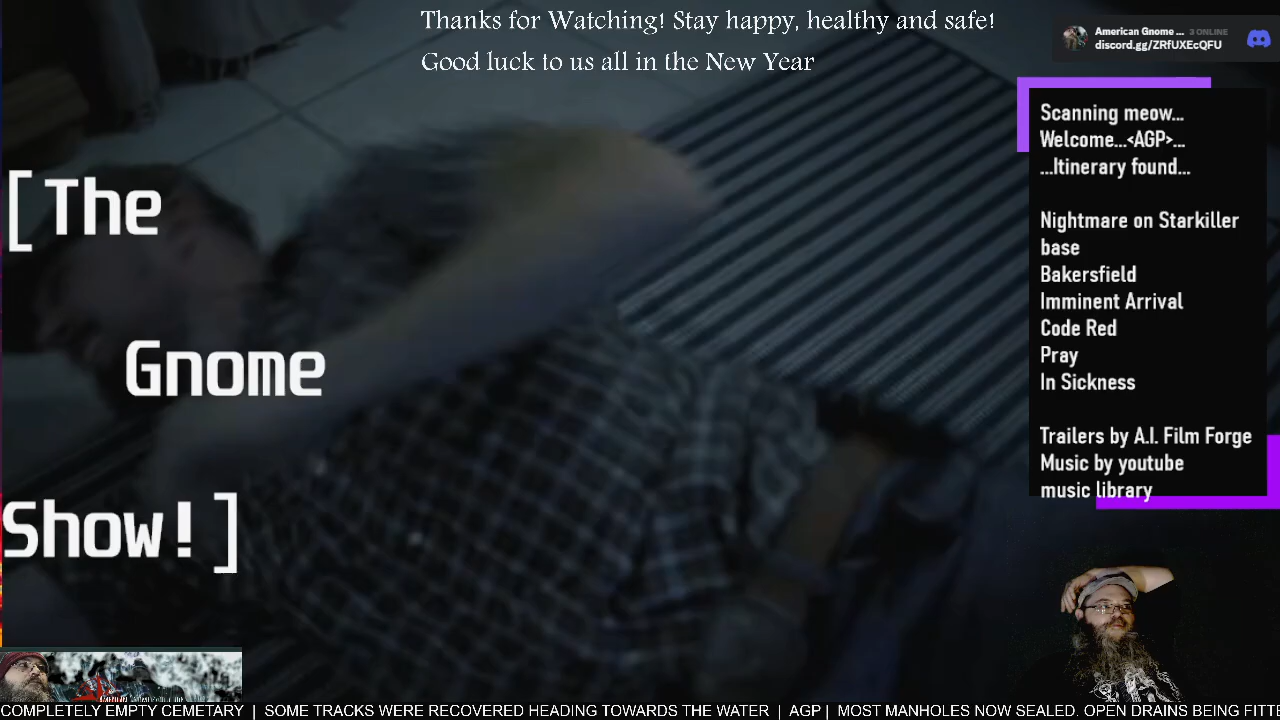 Thanks for Watching! Stay happy, healthy and safe!
Good luck to us all in the New Year
American Gnome ... 3 ONLINE
discord.gg/ZRfUXEcQFU
Scanning meow...
Welcome...<AGP>...
...Itinerary found...
Nightmare on Starkiller
base
Bakersfield
Imminent Arrival
Code Red
Pray
In Sickness
Trailers by A.I. Film Forge
Music by youtube
music library
[The
Gnome
Show!]
COMPLETELY EMPTY CEMETARY | SOME TRACKS WERE RECOVERED HEADING TOWARDS THE WATER | AGP | MOST MANHOLES NOW SEALED. OPEN DRAINS BEING FITTE